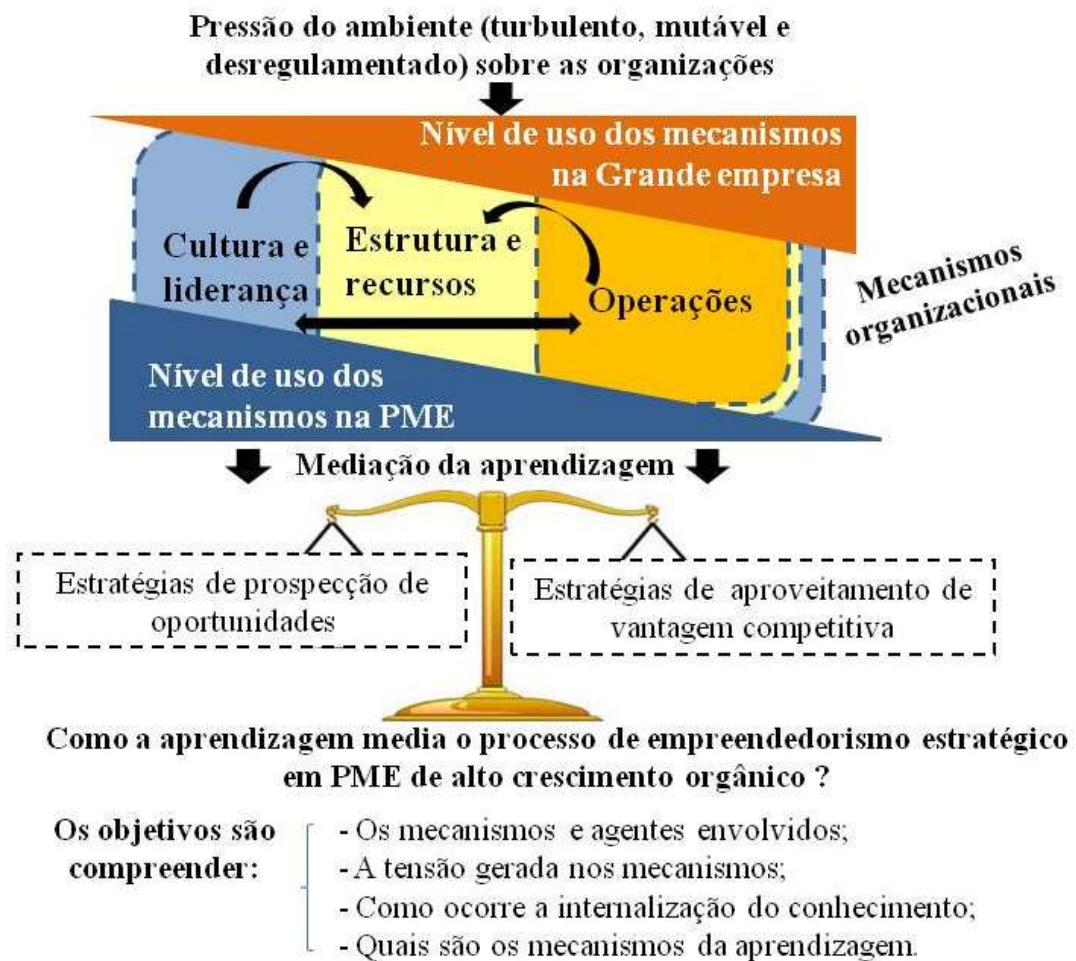 Pressão do ambiente (turbulento, mutável e
desregulamentado) sobre as organizações
Nível de uso dos mecanismos
na Grande empresa
Cultura e
liderança
Estrutura e
recursos
Operações
Mecanismos
organizacionais
Nível de uso dos
mecanismos na PME
Mediação da aprendizagem
Estratégias de prospecção de
oportunidades
Estratégias de aproveitamento de
vantagem competitiva
Como a aprendizagem media o processo de empreendedorismo estratégico
em PME de alto crescimento orgânico ?
Os objetivos são
compreender:
- Os mecanismos e agentes envolvidos;
- A tensão gerada nos mecanismos;
- Como ocorre a internalização do conhecimento;
- Quais são os mecanismos da aprendizagem.